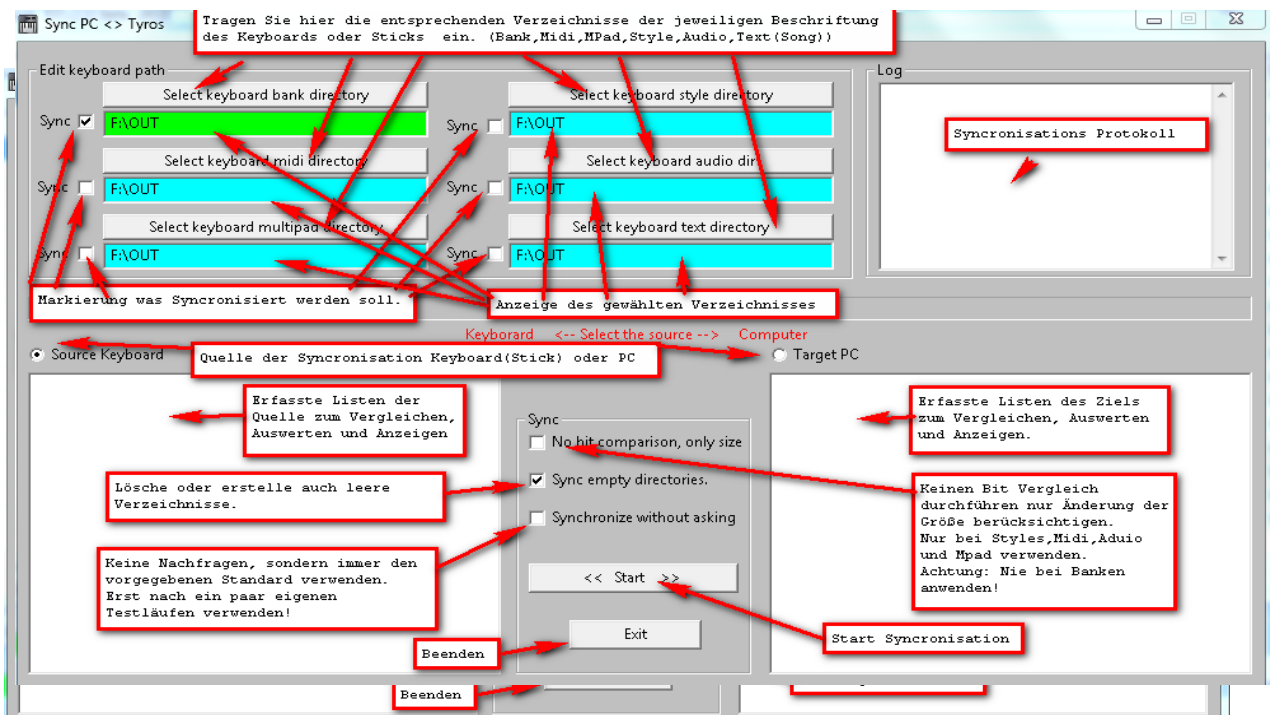 Sync PC <> Tyros
Tragen Sie hier die entsprechenden Verzeichnisse der jeweiligen Beschriftung
des Keyboards oder Sticks ein. (Bank,Midi,MPad,Style,Audio,Text(Song))
Edit keyboard path
Log
Select keyboard bank directory
Select keyboard style directory
Sync
F:\OUT
Sync
F:\OUT
Syncronisations Protokoll
Select keyboard midi directory
Select keyboard audio dir
Sync
F:\OUT
Sync
F:\OUT
Select keyboard multipad directory
Select keyboard text directory
Sync
F:\OUT
Sync
F:\OUT
Markierung was Syncronisiert werden soll.
Anzeige des gewählten Verzeichnisses
Keyborard <-- Select the source --> Computer
Source Keyboard
Quelle der Syncronisation Keyboard(Stick) oder PC
Target PC
Erfasste Listen der
Quelle zum Vergleichen,
Auswerten und Anzeigen
Erfasste Listen des Ziels
zum Vergleichen, Auswerten
und Anzeigen.
Sync
No bit comparison, only size
Sync empty directories.
Synchronize without asking
Lösche oder erstelle auch leere
Verzeichnisse.
Keinen Bit Vergleich
durchführen nur Änderung der
Größe berücksichtigen.
Nur bei Styles,Midi,Aduio
und Mpad verwenden.
Achtung: Nie bei Banken
anwenden!
Keine Nachfragen, sondern immer den
vorgegebenen Standard verwenden.
Erst nach ein paar eigenen
Testläufen verwenden!
<< Start >>
Exit
Start Syncronisation
Beenden
Beenden